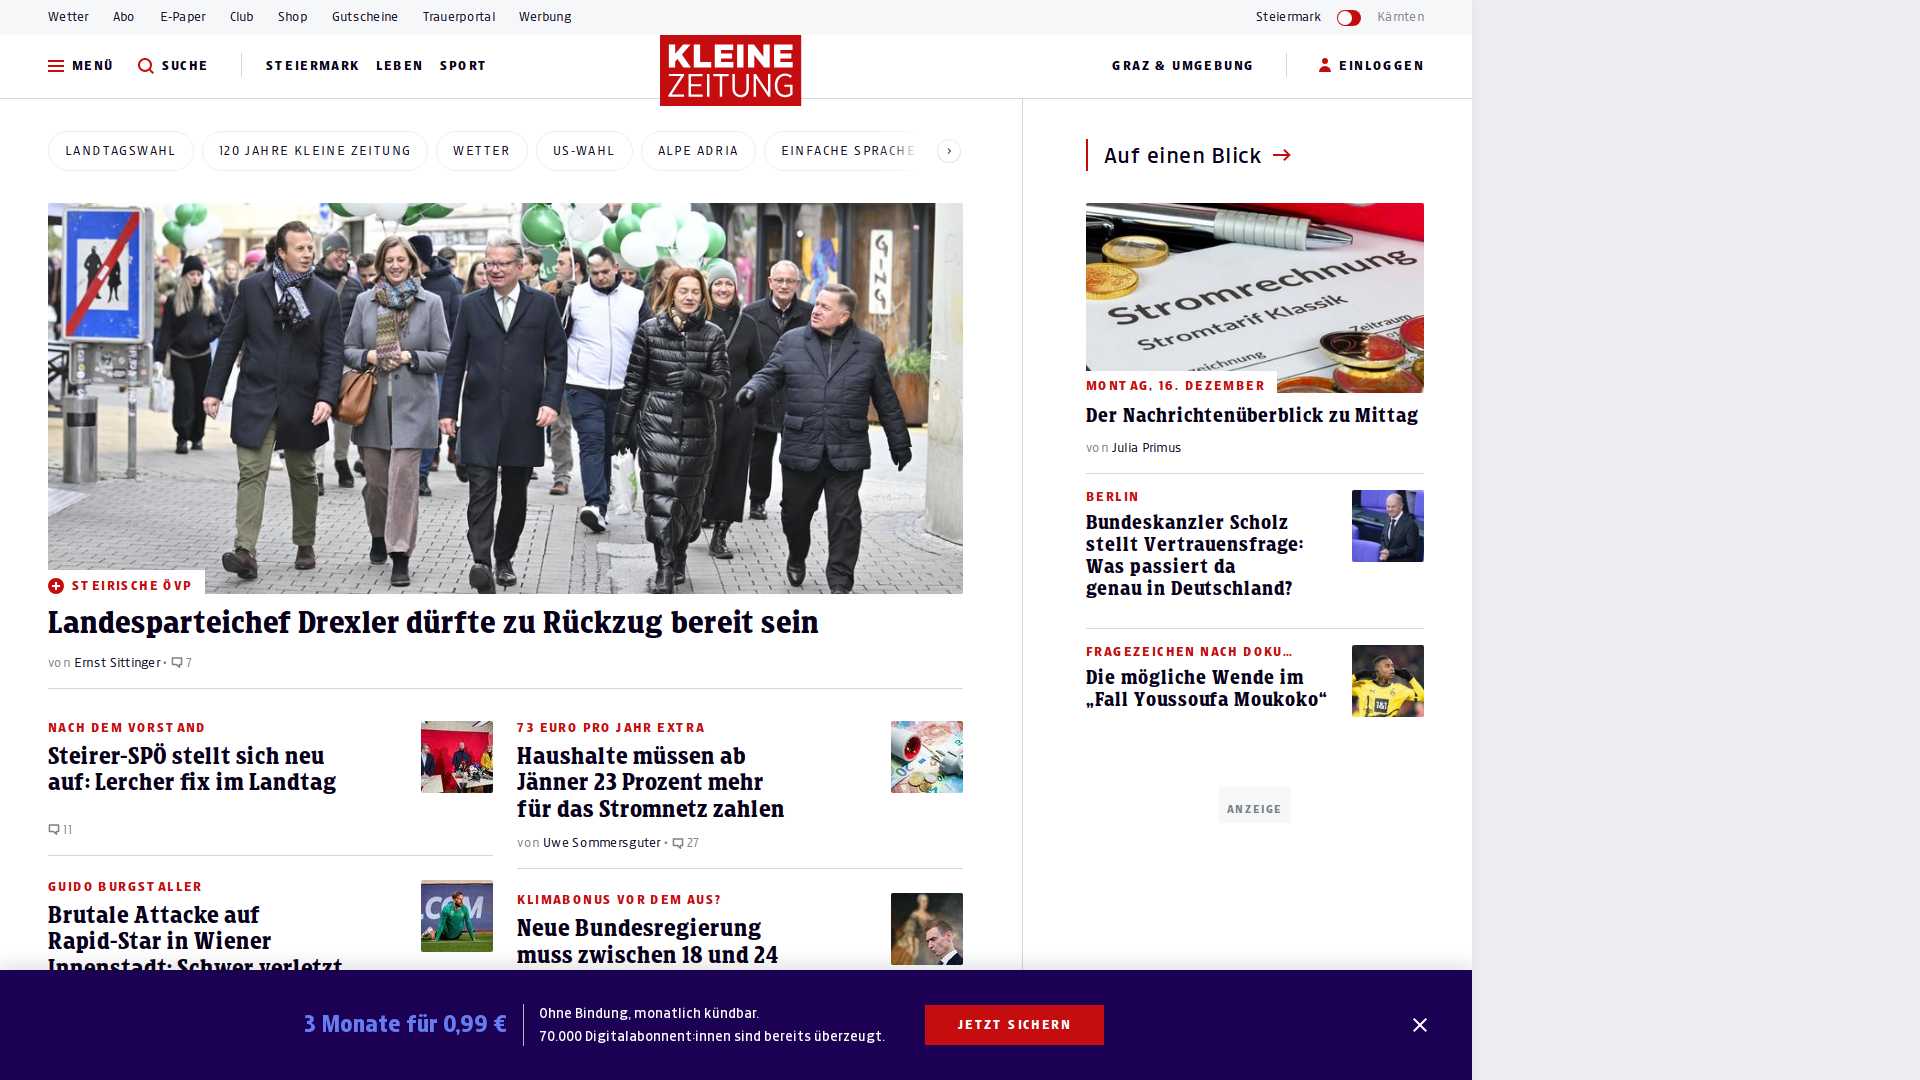 Wetter Abo E-Paper Club Shop Gutscheine Trauerportal Werbung Steiermark Kärnten
MENÜ SUCHE STEIERMARK LEBEN SPORT KLEINE ZEITUNG GRAZ & UMGEBUNG EINLOGGEN
LANDTAGSWAHL 120 JAHRE KLEINE ZEITUNG WETTER US-WAHL ALPE ADRIA EINFACHE SPRACHE
GING
STEIRISCHE ÖVP
Landesparteichef Drexler dürfte zu Rückzug bereit sein
von Ernst Sittinger • 7
NACH DEM VORSTAND
Steirer-SPÖ stellt sich neu
auf: Lercher fix im Landtag
11
GUIDO BURGSTALLER
Brutale Attacke auf
Rapid-Star in Wiener
Innenstadt: Schwer verletzt
.COM
73 EURO PRO JAHR EXTRA
Haushalte müssen ab
Jänner 23 Prozent mehr
für das Stromnetz zahlen
von Uwe Sommersguter • 27
KLIMABONUS VOR DEM AUS?
Neue Bundesregierung
muss zwischen 18 und 24
Auf einen Blick
Stromrechnung
Stromtarif Klassik
Zeitraum
MONTAG, 16. DEZEMBER
Der Nachrichtenüberblick zu Mittag
von Julia Primus
BERLIN
Bundeskanzler Scholz
stellt Vertrauensfrage:
Was passiert da
genau in Deutschland?
FRAGEZEICHEN NACH DOKU…
Die mögliche Wende im
„Fall Youssoufa Moukoko“
1&1
ANZEIGE
3 Monate für 0,99 €
Ohne Bindung, monatlich kündbar.
70.000 Digitalabonnent:innen sind bereits überzeugt.
JETZT SICHERN